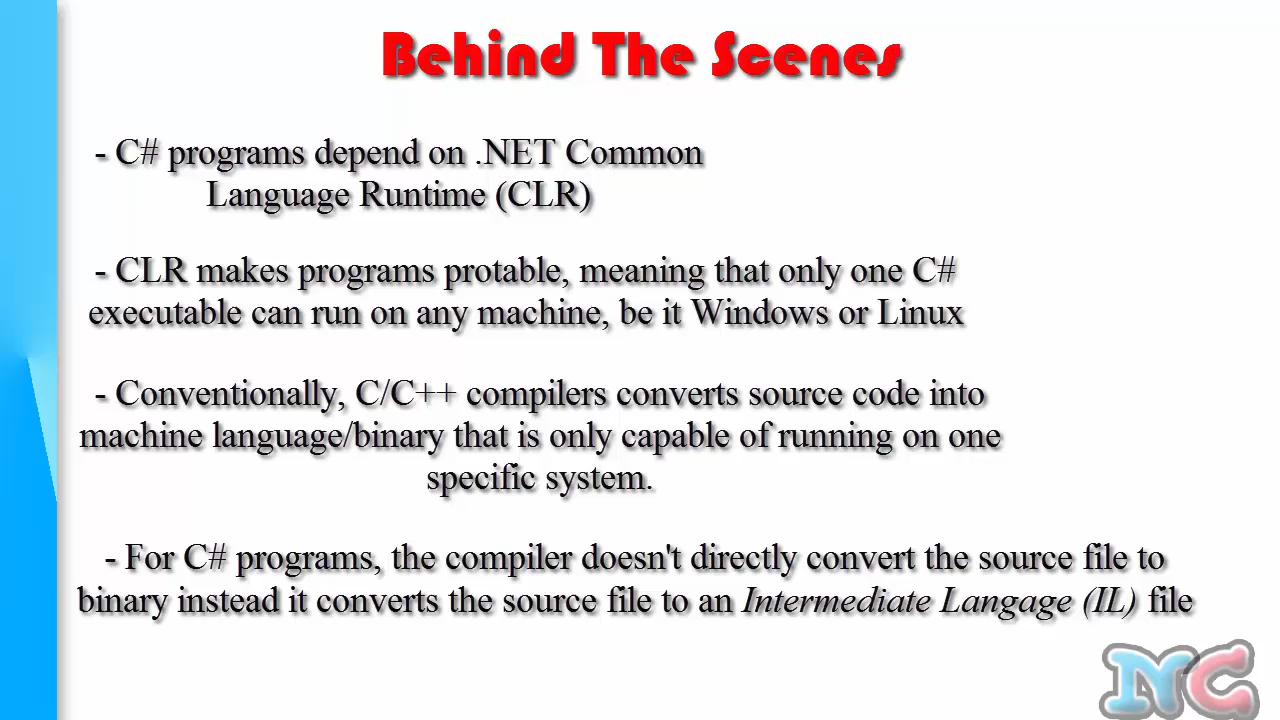 Behind The Scenes
- C# programs depend on .NET Common
Language Runtime (CLR)
- CLR makes programs protable, meaning that only one C#
executable can run on any machine, be it Windows or Linux
- Conventionally, C/C++ compilers converts source code into
machine language/binary that is only capable of running on one
specific system.
- For C# programs, the compiler doesn't directly convert the source file to
binary instead it converts the source file to an Intermediate Langage (IL) file
NC